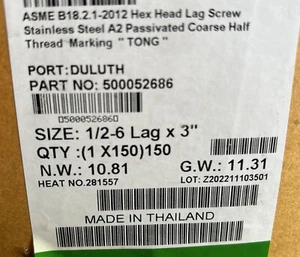 ASME B18.2.1-2012 Hex Head Lag Screw
Stainless Steel A2 Passivated Coarse Half
Thread Marking " TONG "
PORT: DULUTH
PART NO: 500052686
D500052686D
SIZE: 1/2-6 Lag x 3"
QTY :(1 X150)150
N.W.: 10.81 G.W.: 11.31
HEAT NO.281557 LOT: Z202211103501
MADE IN THAILAND